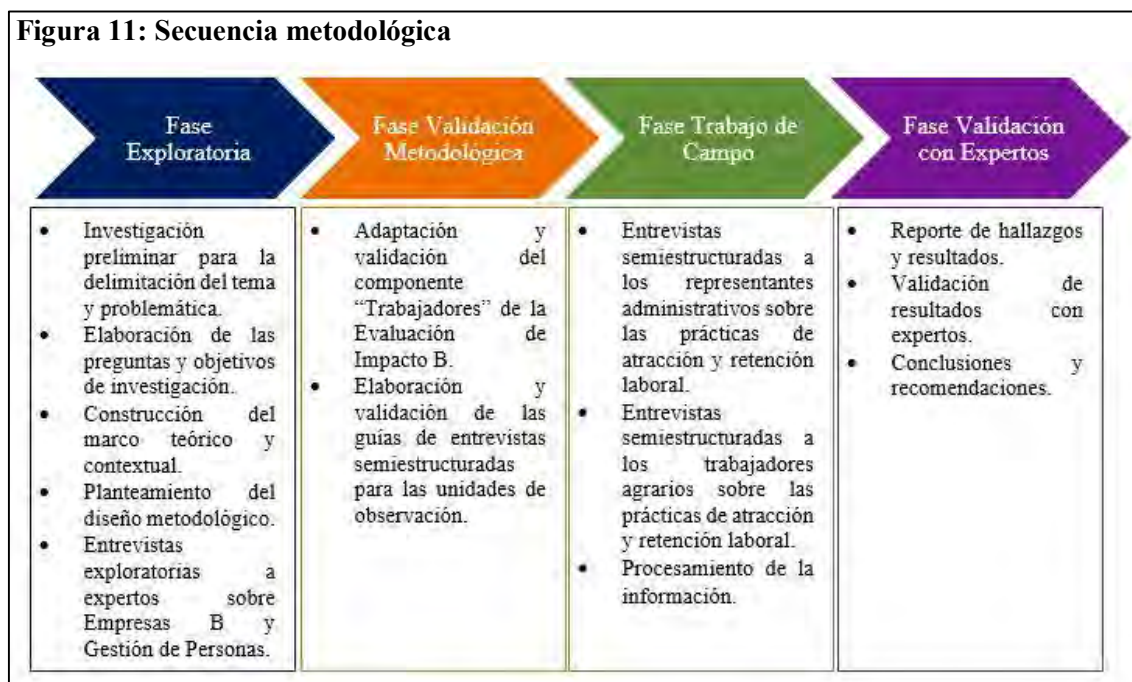 Figura 11: Secuencia metodológica
Fase
Exploratoria
Fase Validación
Metodológica
Fase Trabajo de
Campo
Fase Validación
con Expertos
• Investigación
preliminar para la
delimitación del tema
y problemática.
• Elaboración de las
preguntas y objetivos
de investigación.
• Construcción del
marco teórico y
contextual.
• Planteamiento del
diseño metodológico.
• Entrevistas
exploratorias a
expertos sobre
Empresas B y
Gestión de Personas.
• Adaptación y
validación del
componente
“Trabajadores” de la
Evaluación de
Impacto B.
• Elaboración y
validación de las
guías de entrevistas
semiestructuradas
para las unidades de
observación.
• Entrevistas
semiestructuradas a
los representantes
administrativos sobre
las prácticas de
atracción y retención
laboral.
• Entrevistas
semiestructuradas a
los trabajadores
agrarios sobre las
prácticas de atracción
y retención laboral.
• Procesamiento de la
información.
• Reporte de hallazgos
y resultados.
• Validación de
resultados con
expertos.
• Conclusiones y
recomendaciones.